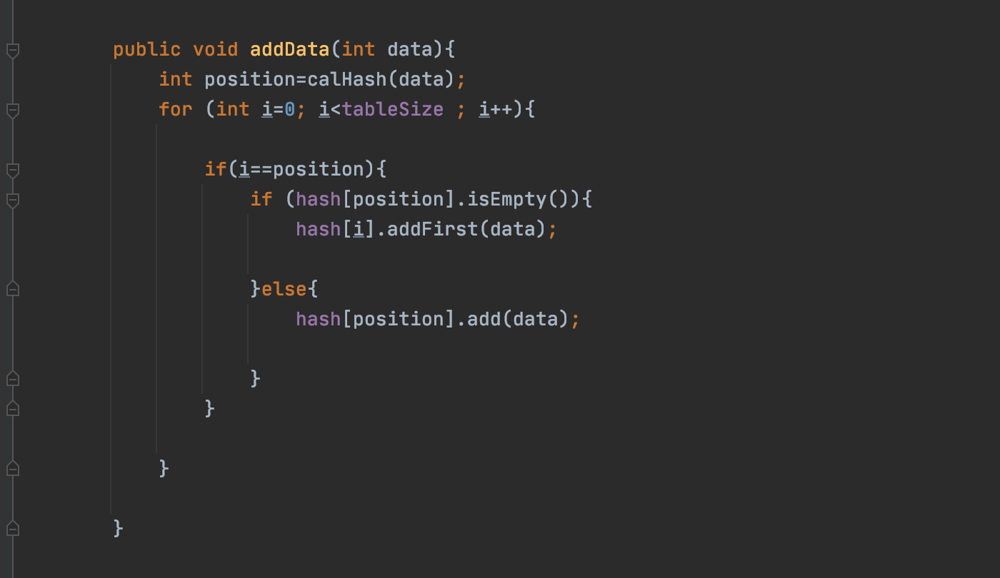 public void addData(int data){
int position=calHash(data);
for (int i=0; i<tableSize ; i++){
if(i==position){
if (hash[position].isEmpty()){
hash[i].addFirst(data);
}else{
hash[position].add(data);
}
}
}
}